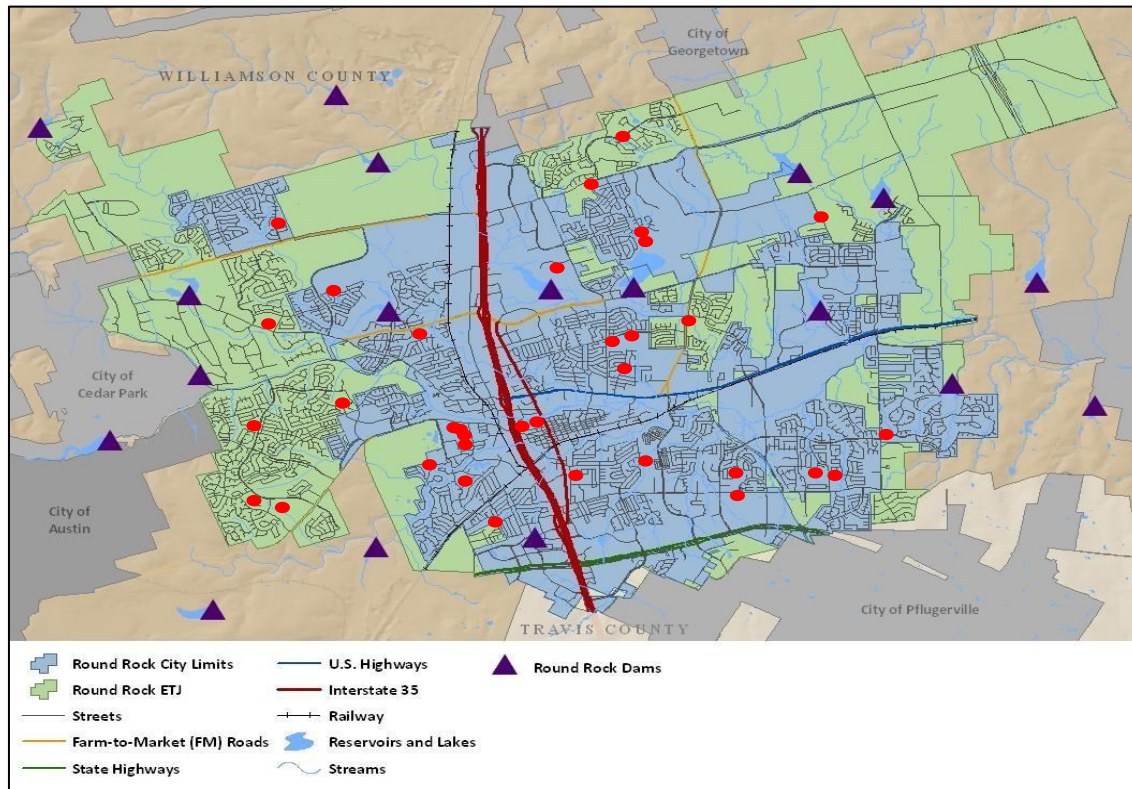 City of
Georgetown
WILLIAMSON COUNTY
City of
Cedar Park
City of
Austin
City of Pflugerville
TRAVIS COUNTY
Round Rock City Limits
Round Rock ETJ
Streets
Farm-to-Market (FM) Roads
State Highways
U.S. Highways
Interstate 35
Railway
Reservoirs and Lakes
Streams
Round Rock Dams